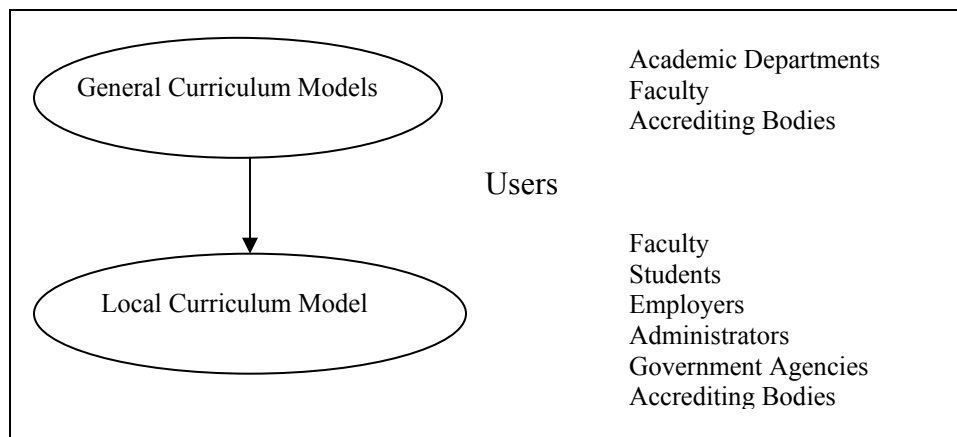 General Curriculum Models
Academic Departments
Faculty
Accrediting Bodies
Users
Local Curriculum Model
Faculty
Students
Employers
Administrators
Government Agencies
Accrediting Bodies